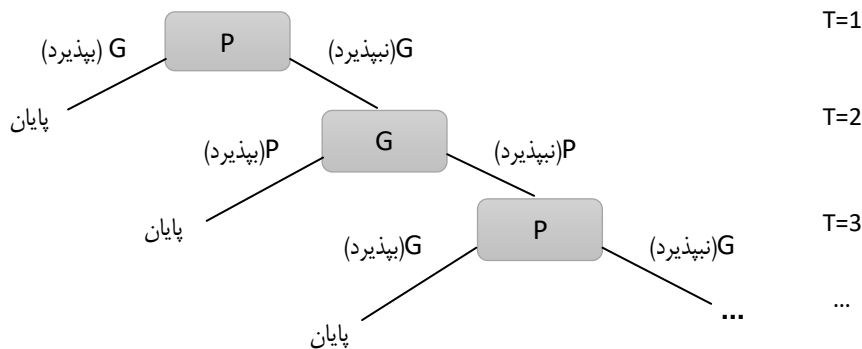 T=1
P
G (بپذیرد)
G(نپذیرد)
پایان
T=2
G
P(بپذیرد)
P(نپذیرد)
پایان
T=3
P
G(بپذیرد)
G(نپذیرد)
...
...
پایان